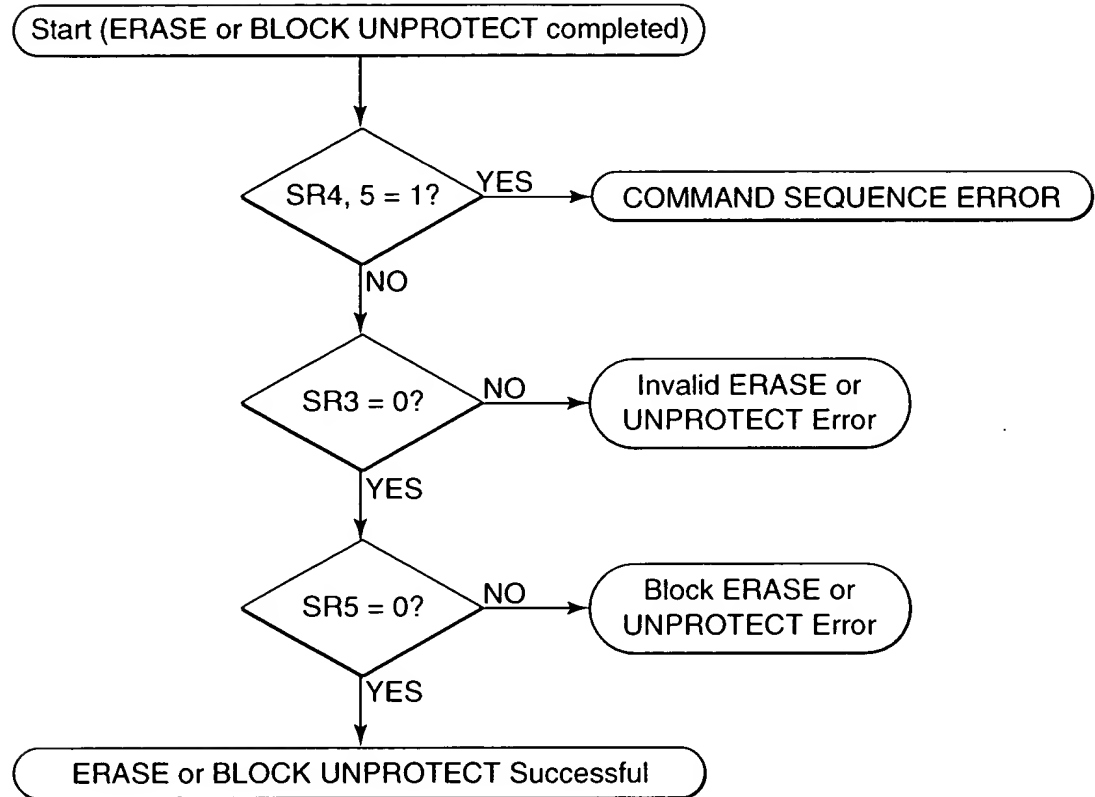 Start (ERASE or BLOCK UNPROTECT completed)
SR4, 5 = 1?
YES
COMMAND SEQUENCE ERROR
NO
SR3 = 0?
NO
Invalid ERASE or
UNPROTECT Error
YES
SR5 = 0?
NO
Block ERASE or
UNPROTECT Error
YES
ERASE or BLOCK UNPROTECT Successful